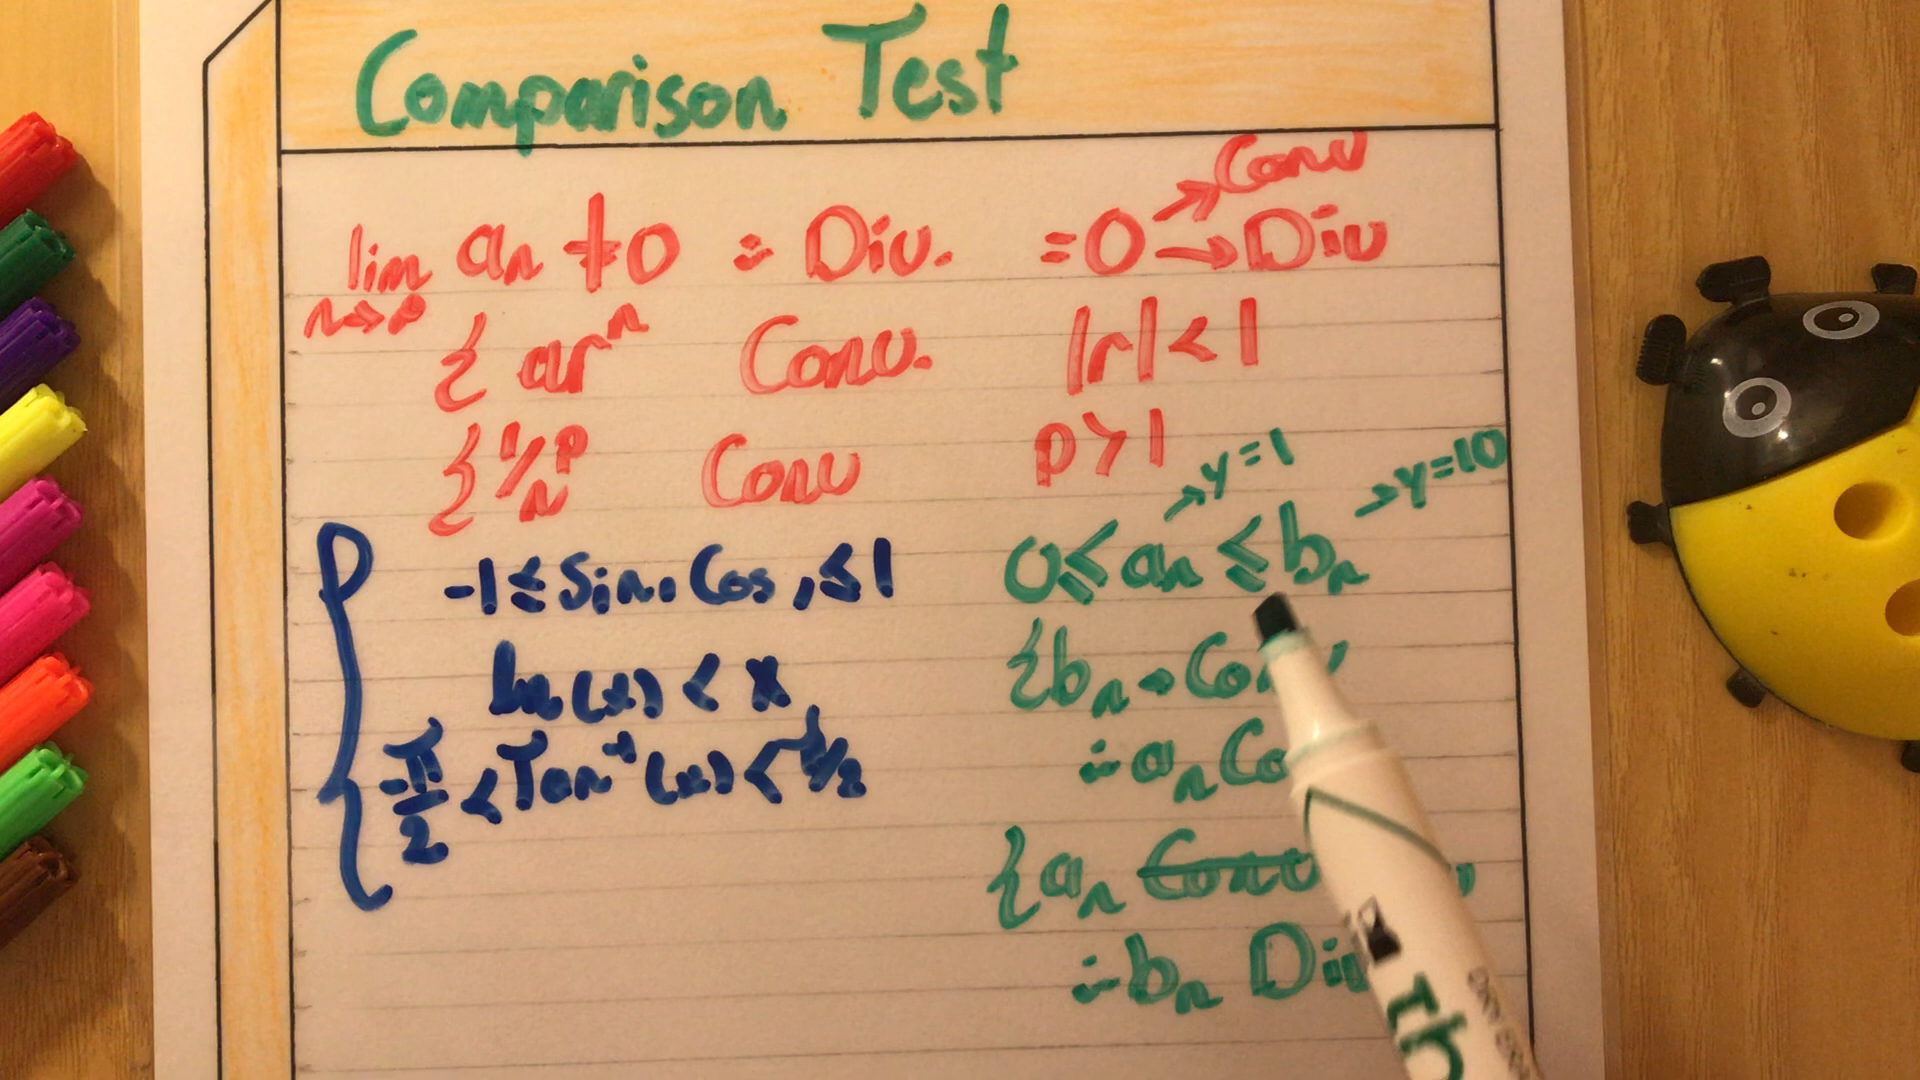 Comparison Test
lim an ≠ 0 ∴ Div. = 0 → Conv → Div
n→∞
Σ arⁿ Conv. |r| < 1
Σ 1/nᵖ Conv p > 1
→ y=1 → y=10
-1 ≤ Sin, Cos, ≤ 1
0 ≤ an ≤ bn
ln(x) < x
Σ bn → Con
-π/2 < Tan⁻¹(x) < π/2
∴ an Co
Σ an Conv
∴ bn Di